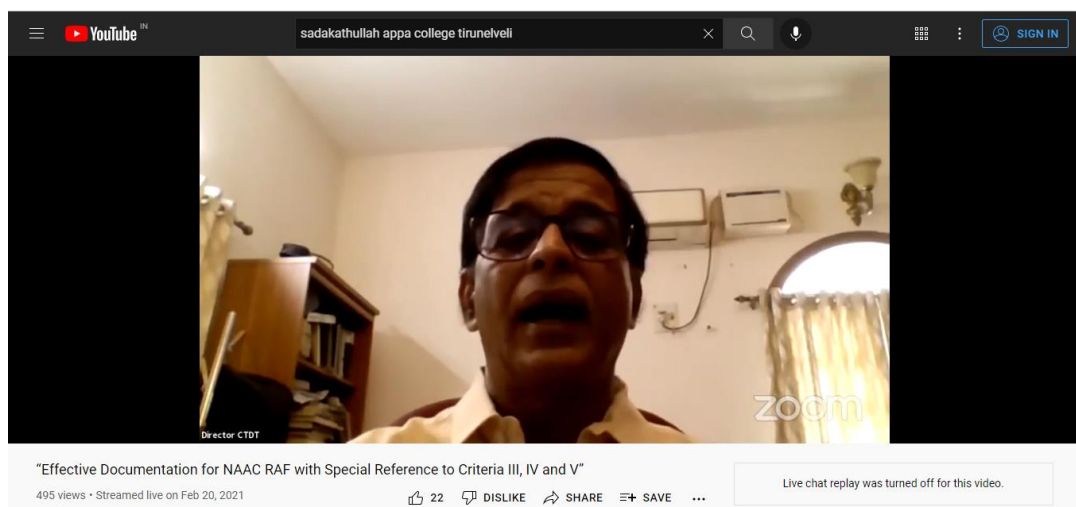 YouTube IN
sadakathullah appa college tirunelveli
SIGN IN
zoom
Director CTDT
“Effective Documentation for NAAC RAF with Special Reference to Criteria III, IV and V”
495 views • Streamed live on Feb 20, 2021
22 DISLIKE SHARE SAVE
Live chat replay was turned off for this video.